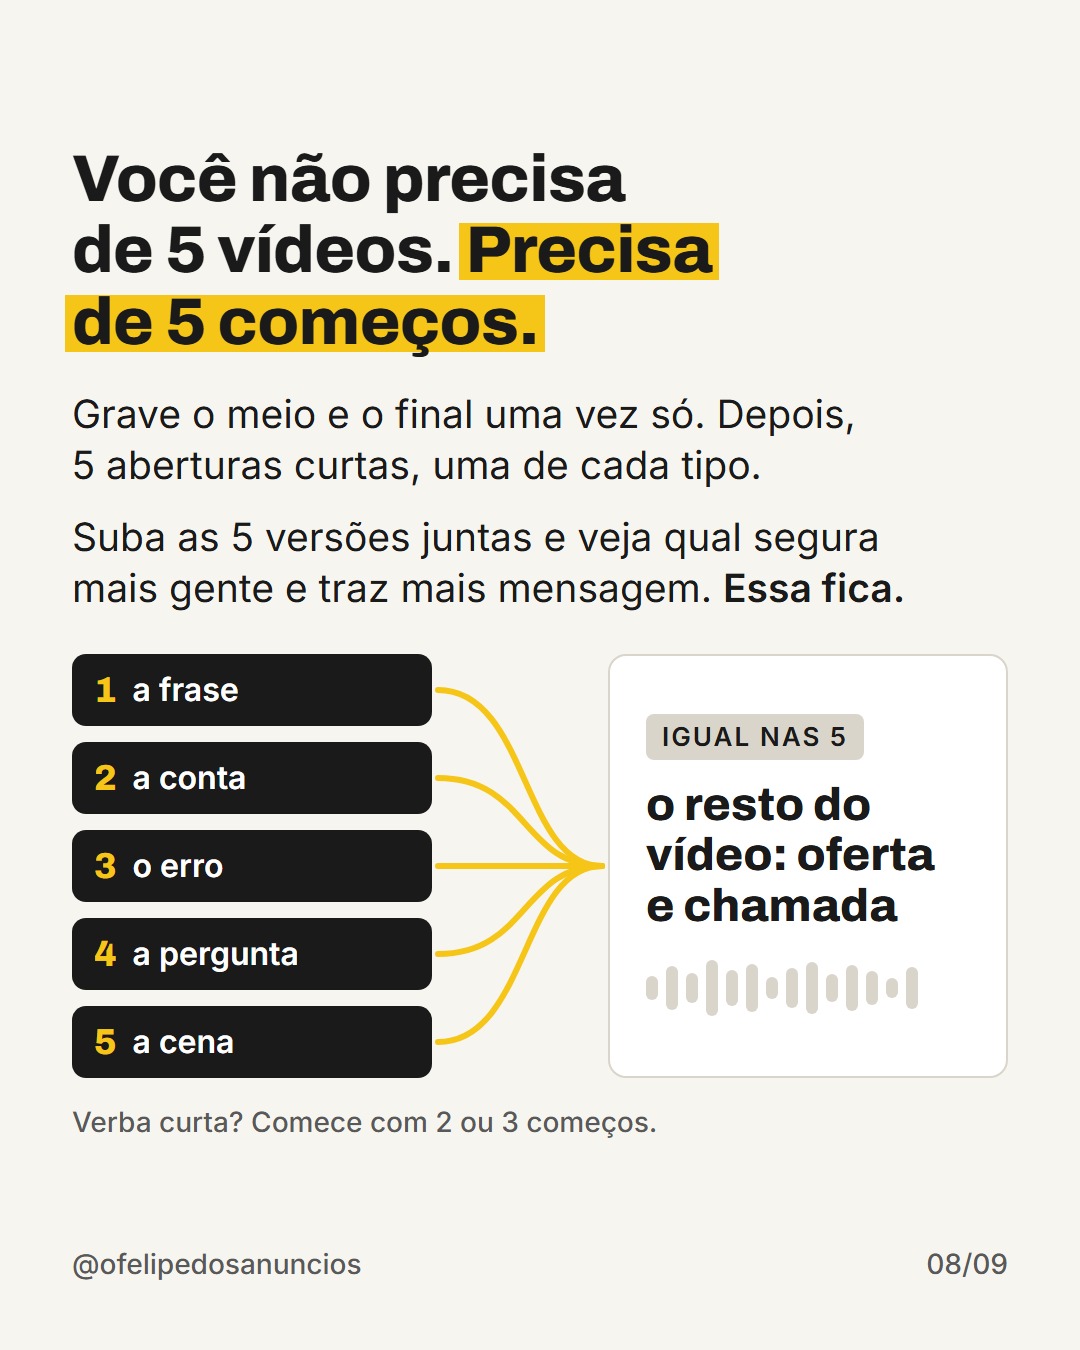 Você não precisa
de 5 vídeos. Precisa
de 5 começos.
Grave o meio e o final uma vez só. Depois,
5 aberturas curtas, uma de cada tipo.
Suba as 5 versões juntas e veja qual segura
mais gente e traz mais mensagem. Essa fica.
1 a frase
2 a conta
3 o erro
4 a pergunta
5 a cena
IGUAL NAS 5
o resto do
vídeo: oferta
e chamada
Verba curta? Comece com 2 ou 3 começos.
@ofelipedosanuncios
08/09